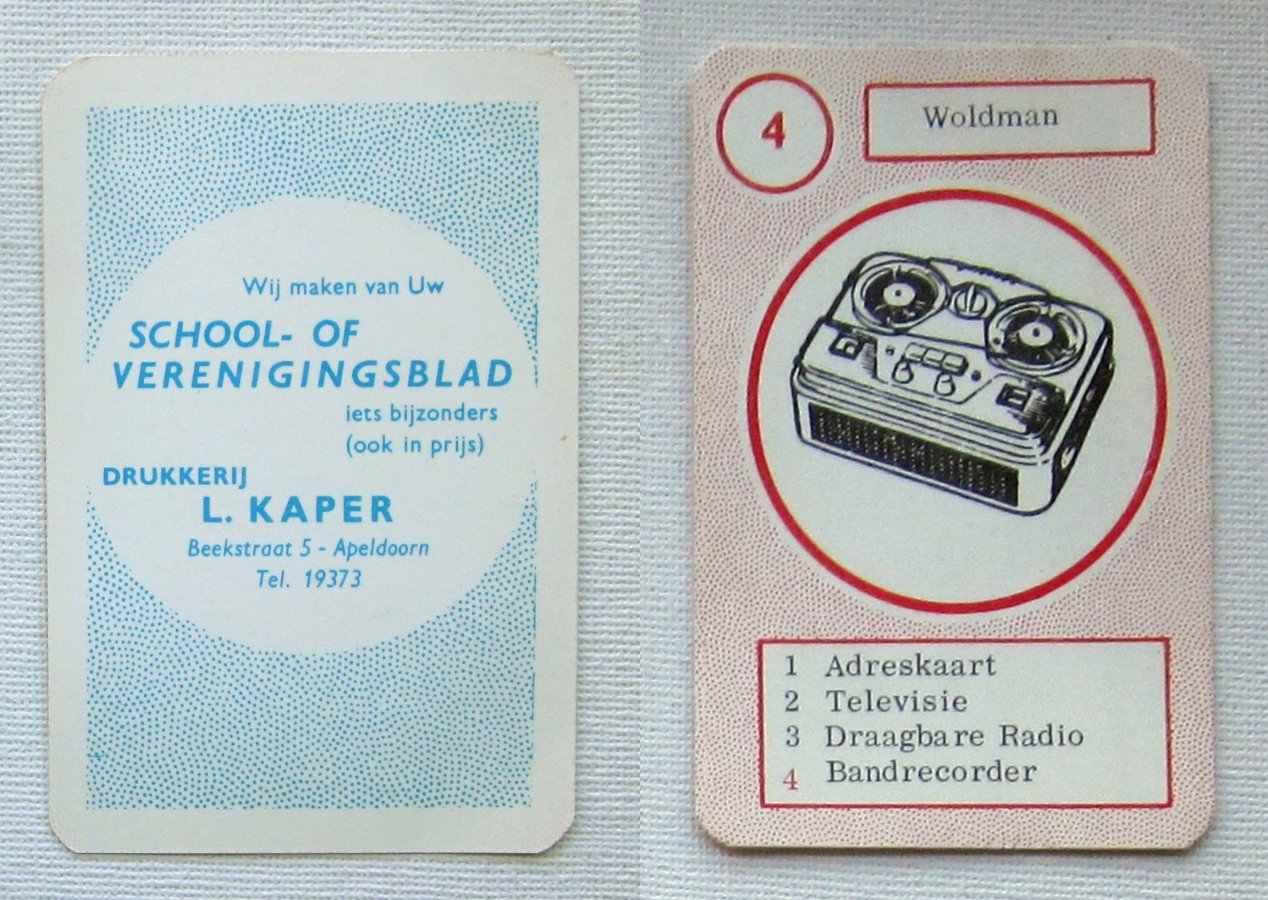 Wij maken van Uw
SCHOOL- OF
VERENIGINGSBLAD
iets bijzonders
(ook in prijs)
DRUKKERIJ
L. KAPER
Beekstraat 5 - Apeldoorn
Tel. 19373
4
Woldman
1 Adreskaart
2 Televisie
3 Draagbare Radio
4 Bandrecorder